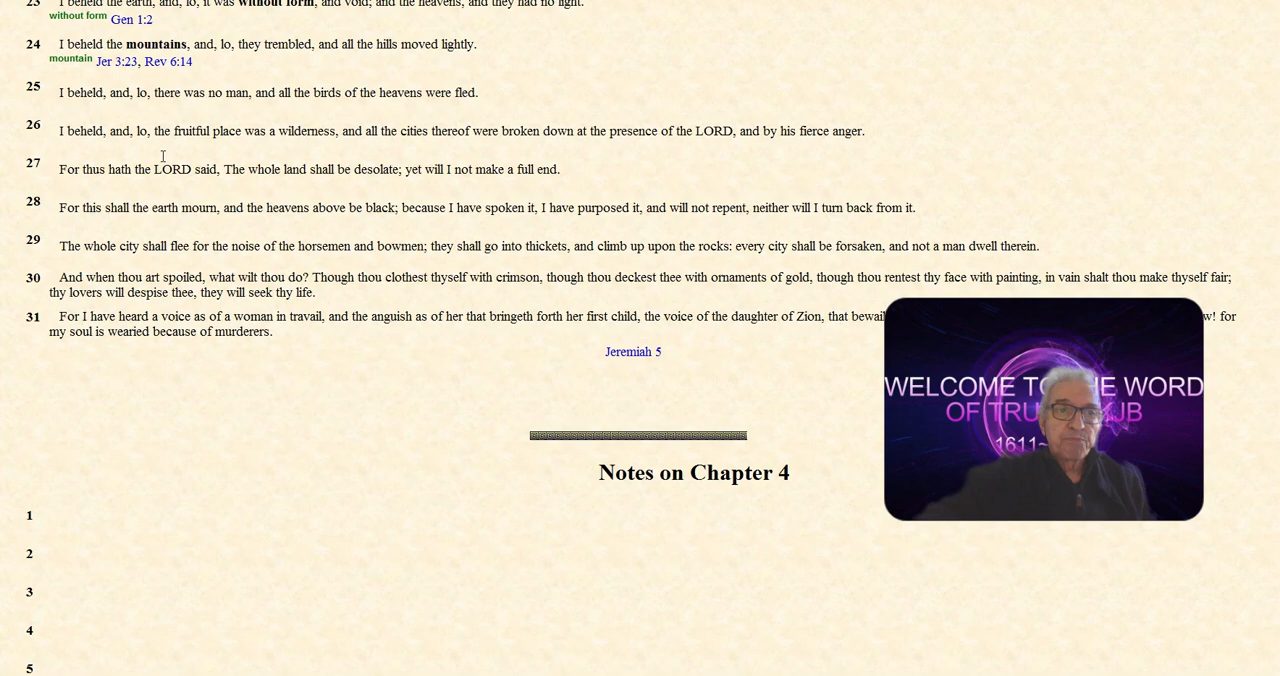 23 I beheld the earth, and, lo, it was without form, and void; and the heavens, and they had no light.
without form Gen 1:2
24 I beheld the mountains, and, lo, they trembled, and all the hills moved lightly.
mountain Jer 3:23, Rev 6:14
25 I beheld, and, lo, there was no man, and all the birds of the heavens were fled.
26 I beheld, and, lo, the fruitful place was a wilderness, and all the cities thereof were broken down at the presence of the LORD, and by his fierce anger.
27 For thus hath the LORD said, The whole land shall be desolate; yet will I not make a full end.
28 For this shall the earth mourn, and the heavens above be black; because I have spoken it, I have purposed it, and will not repent, neither will I turn back from it.
29 The whole city shall flee for the noise of the horsemen and bowmen; they shall go into thickets, and climb up upon the rocks: every city shall be forsaken, and not a man dwell therein.
30 And when thou art spoiled, what wilt thou do? Though thou clothest thyself with crimson, though thou deckest thee with ornaments of gold, though thou rentest thy face with painting, in vain shalt thou make thyself fair;
thy lovers will despise thee, they will seek thy life.
31 For I have heard a voice as of a woman in travail, and the anguish as of her that bringeth forth her first child, the voice of the daughter of Zion, that bewail w! for
my soul is wearied because of murderers.
Jeremiah 5
WELCOME TO E WORD
OF TRU KJB
1611~
Notes on Chapter 4
1
2
3
4
5